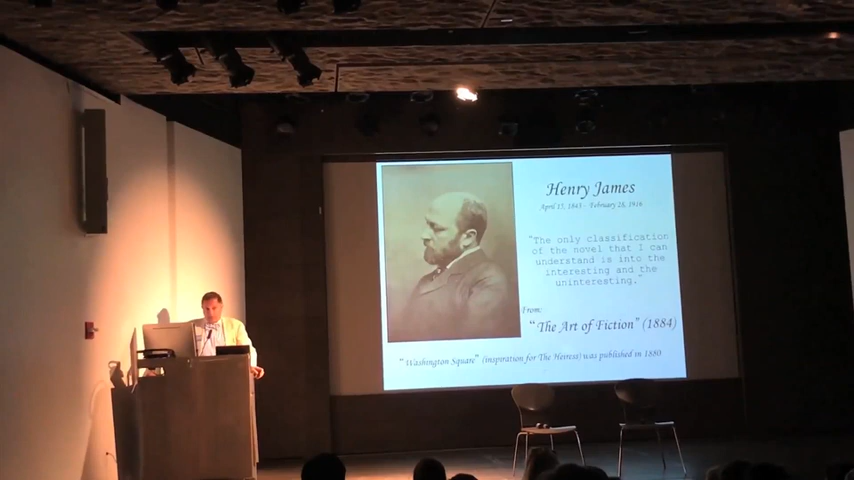 Henry James
April 15, 1843 - February 28, 1916
"The only classification
of the novel that I can
understand is into the
interesting and the
uninteresting."
From:
"The Art of Fiction" (1884)
"Washington Square" (inspiration for The Heiress) was published in 1880